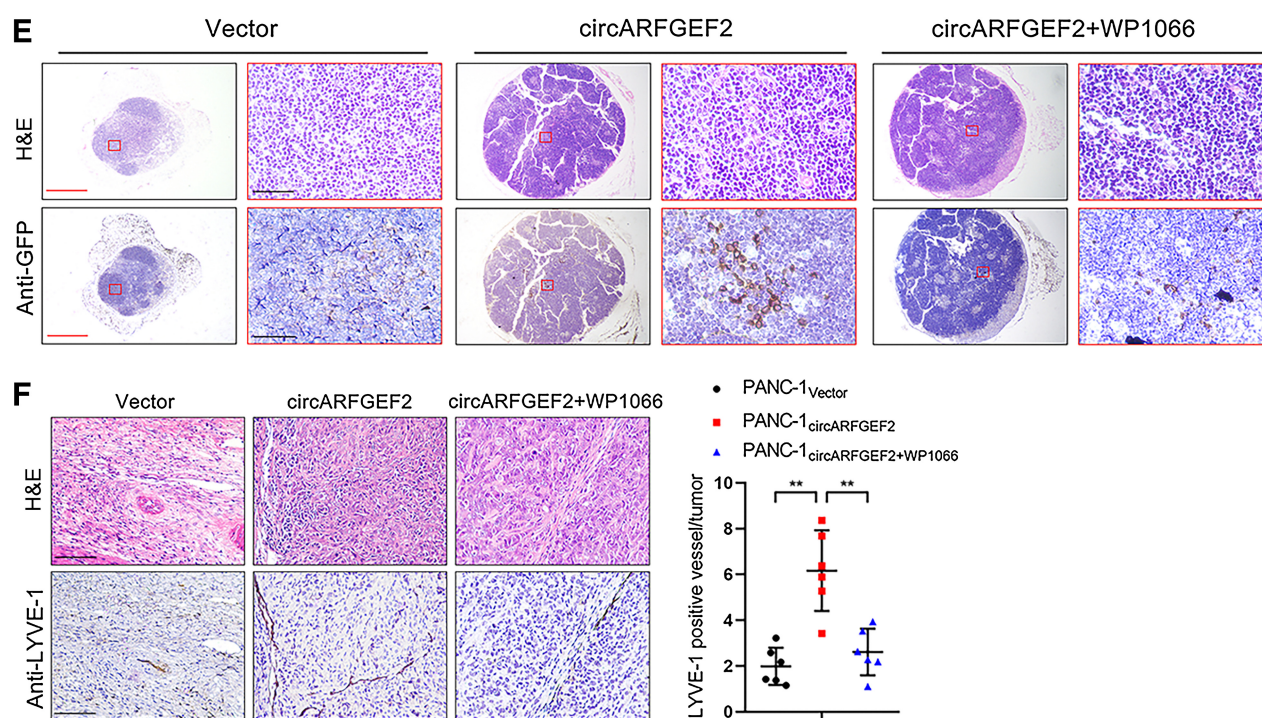 E
Vector
circARFGEF2
circARFGEF2+WP1066
H&E
Anti-GFP
F
Vector
circARFGEF2
circARFGEF2+WP1066
H&E
Anti-LYVE-1
PANC-1Vector
PANC-1circARFGEF2
PANC-1circARFGEF2+WP1066
LYVE-1 positive vessel/tumor
10
8
6
4
2
0
**
**